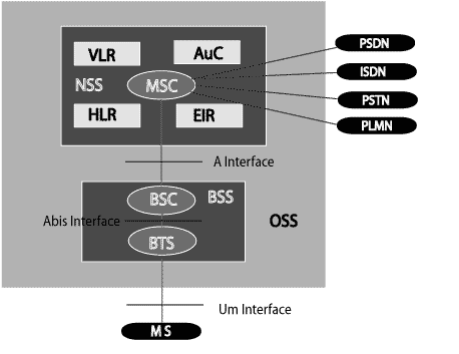 VLR
AuC
NSS
MSC
HLR
EIR
PSDN
ISDN
PSTN
PLMN
A Interface
BSC
BSS
Abis Interface
OSS
BTS
Um Interface
MS